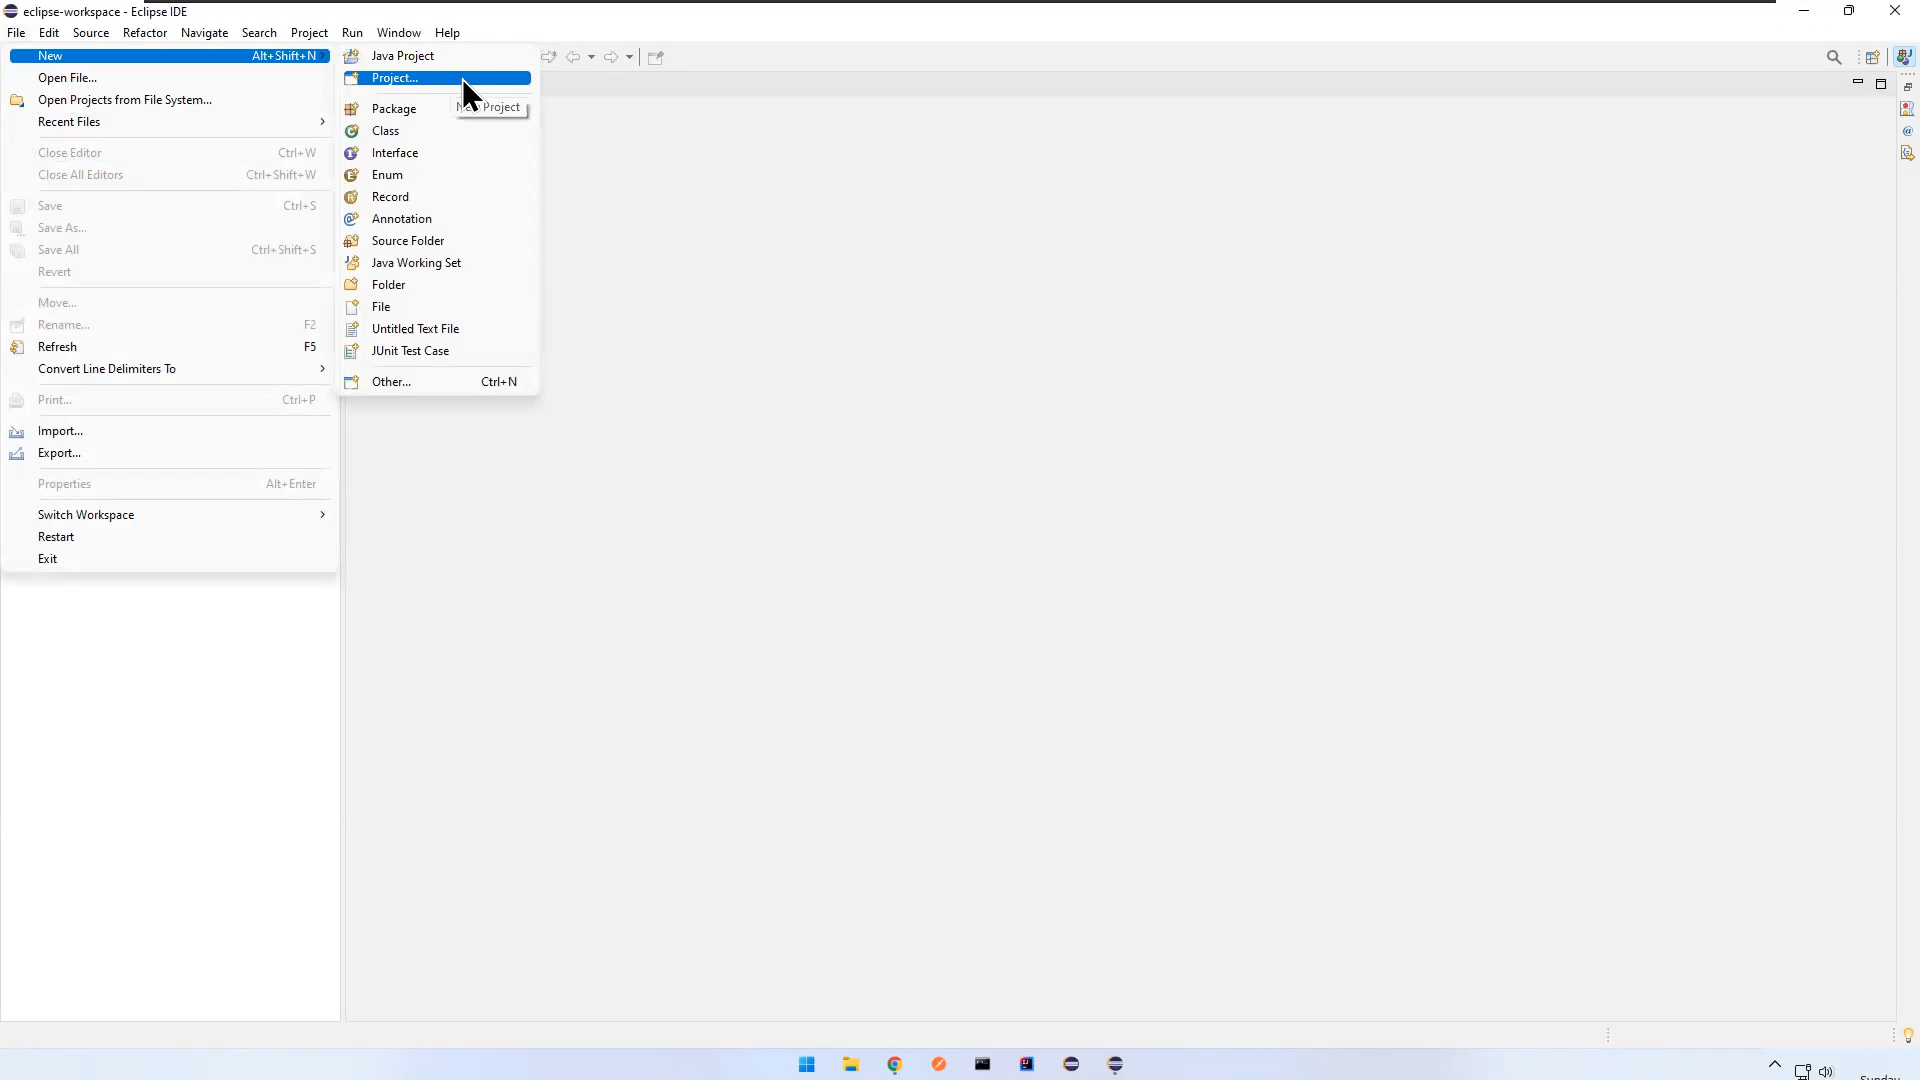 eclipse-workspace - Eclipse IDE
File Edit Source Refactor Navigate Search Project Run Window Help
New Alt+Shift+N
Open File...
Open Projects from File System...
Recent Files
Close Editor Ctrl+W
Close All Editors Ctrl+Shift+W
Save Ctrl+S
Save As...
Save All Ctrl+Shift+S
Revert
Move...
Rename... F2
Refresh F5
Convert Line Delimiters To
Print... Ctrl+P
Import...
Export...
Properties Alt+Enter
Switch Workspace
Restart
Exit
Java Project
Project...
Project
Package
Class
Interface
Enum
Record
Annotation
Source Folder
Java Working Set
Folder
File
Untitled Text File
JUnit Test Case
Other... Ctrl+N
Sunday